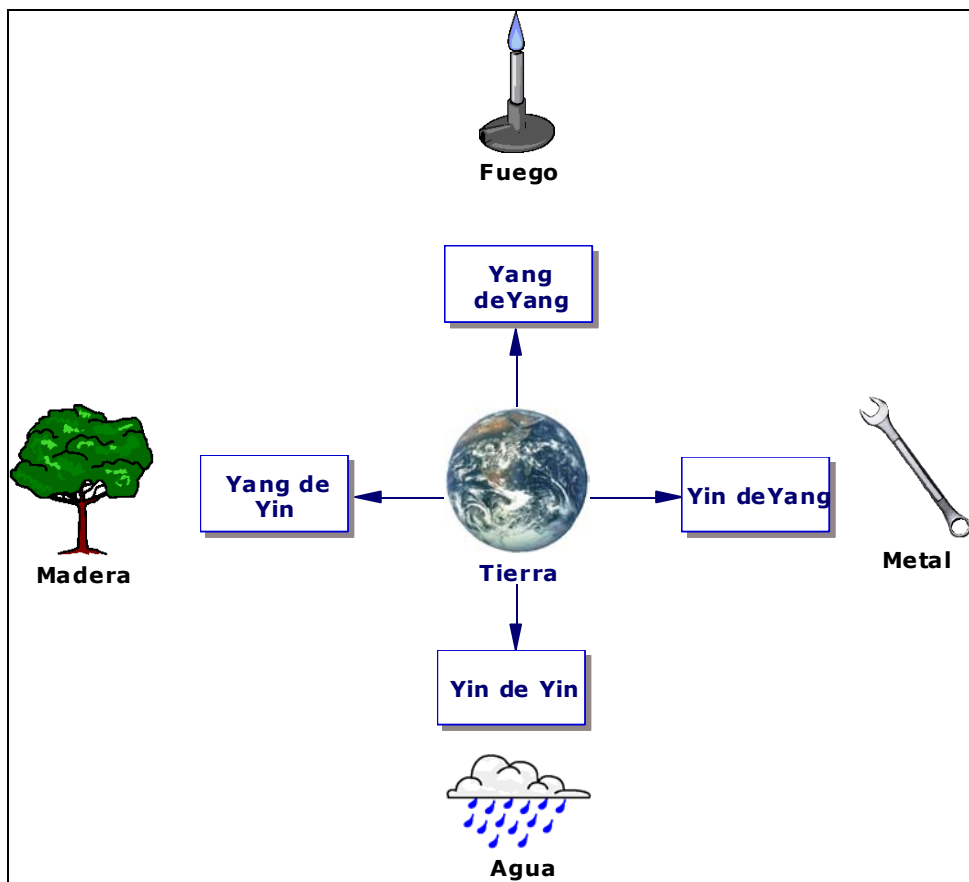 Fuego
Yang
deYang
Yang de
Yin
Yin deYang
Madera
Tierra
Metal
Yin de Yin
Agua